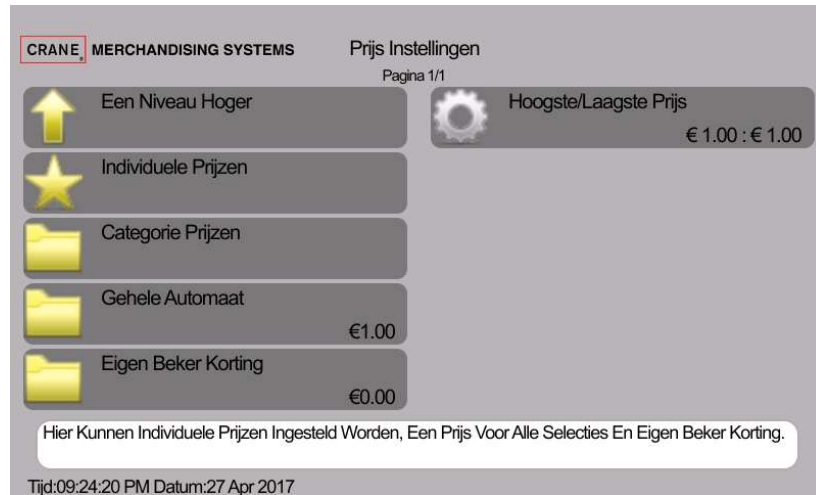 CRANE MERCHANDISING SYSTEMS
Prijs Instellingen
Pagina 1/1
Een Niveau Hoger
Hoogste/Laagste Prijs
€ 1.00 : € 1.00
Individuele Prijzen
Categorie Prijzen
Gehele Automaat
€1.00
Eigen Beker Korting
€0.00
Hier Kunnen Individuele Prijzen Ingesteld Worden, Een Prijs Voor Alle Selecties En Eigen Beker Korting.
Tijd:09:24:20 PM Datum:27 Apr 2017